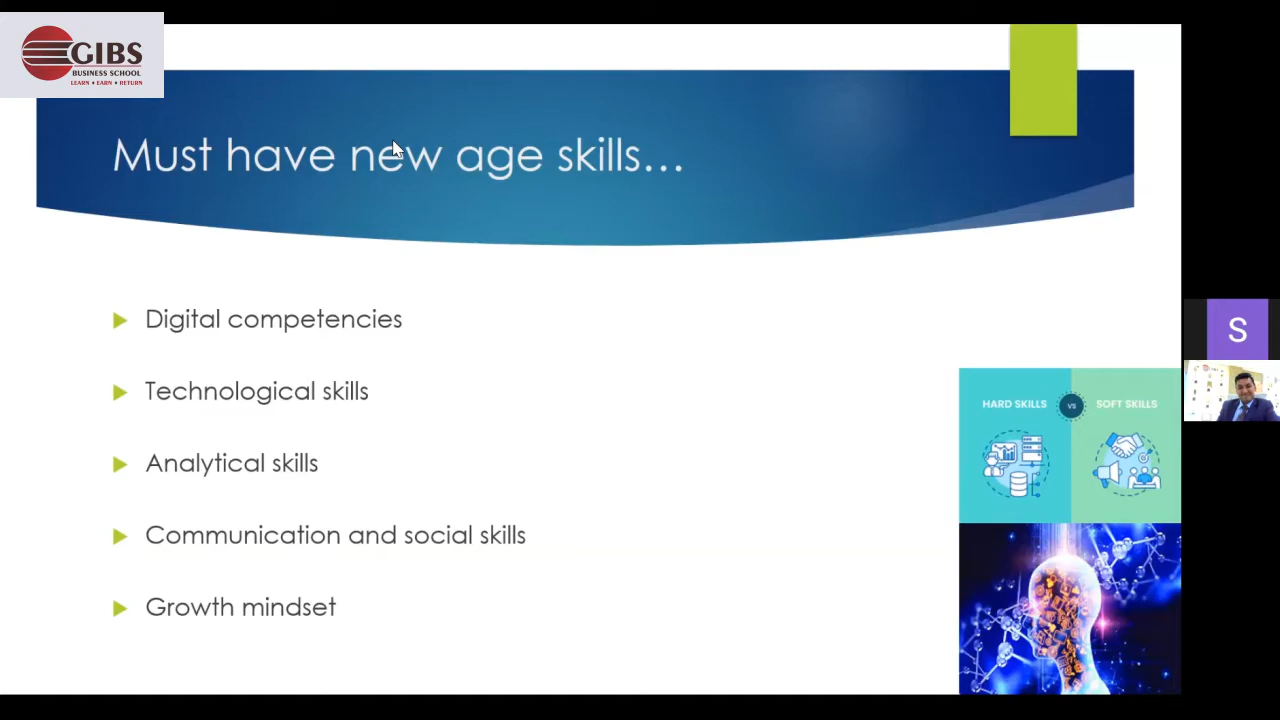 GIBS
BUSINESS SCHOOL
LEARN • EARN • RETURN
Must have new age skills...
Digital competencies
Technological skills
Analytical skills
Communication and social skills
Growth mindset
HARD SKILLS VS SOFT SKILLS
S